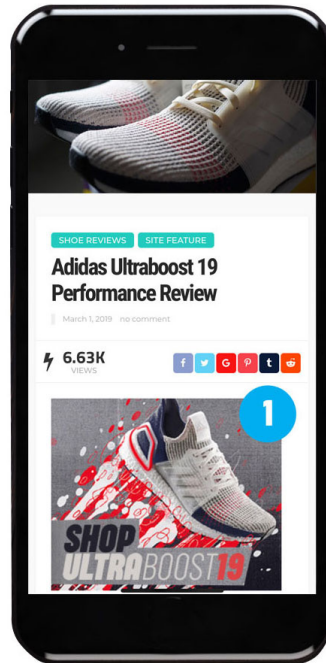 SHOE REVIEWS SITE FEATURE
Adidas Ultraboost 19
Performance Review
March 1, 2019 no comment
6.63K
VIEWS
f G t
1
SHOP
ULTRABOOST19